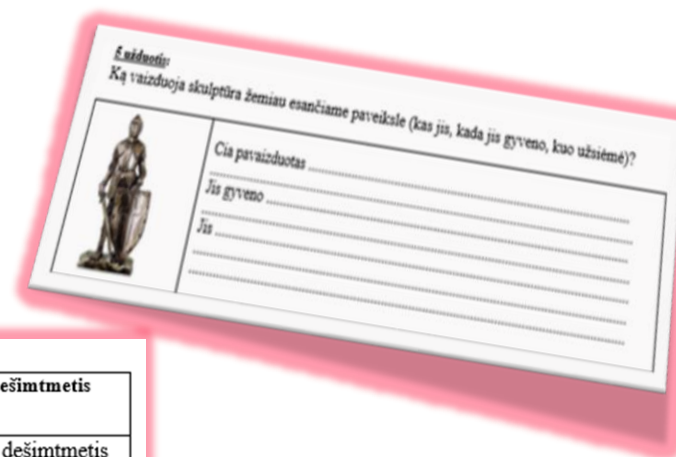 5 užduotis:
Ką vaizduoja skulptūra žemiau esančiame paveiksle (kas jis, kada jis gyveno, kuo užsiėmė)?
Čia pavaizduotas ........................................
Jis gyveno ........................................
Jis ........................................
ešimtmetis
dešimtmetis